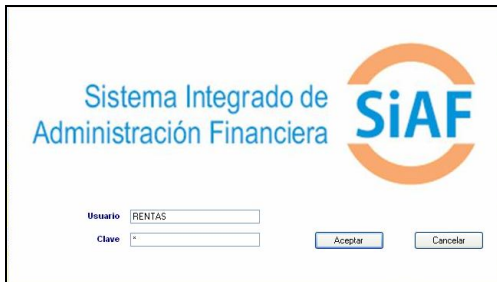 Sistema Integrado de
Administración Financiera
SiAF
Usuario RENTAS
Clave *
Aceptar Cancelar